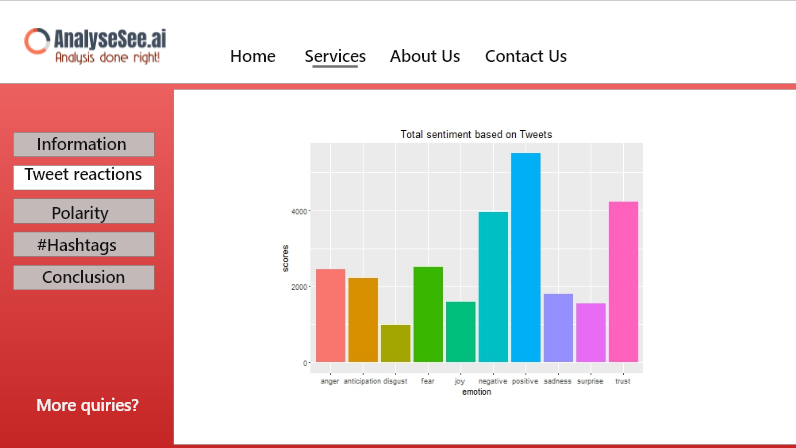 AnalyseSee.ai
Analysis done right!
Home Services About Us Contact Us
Information
Tweet reactions
Polarity
#Hashtags
Conclusion
More quiries?
Total sentiment based on Tweets
scores
4000
2000
0
anger anticipation disgust fear joy negative positive sadness surprise trust
emotion